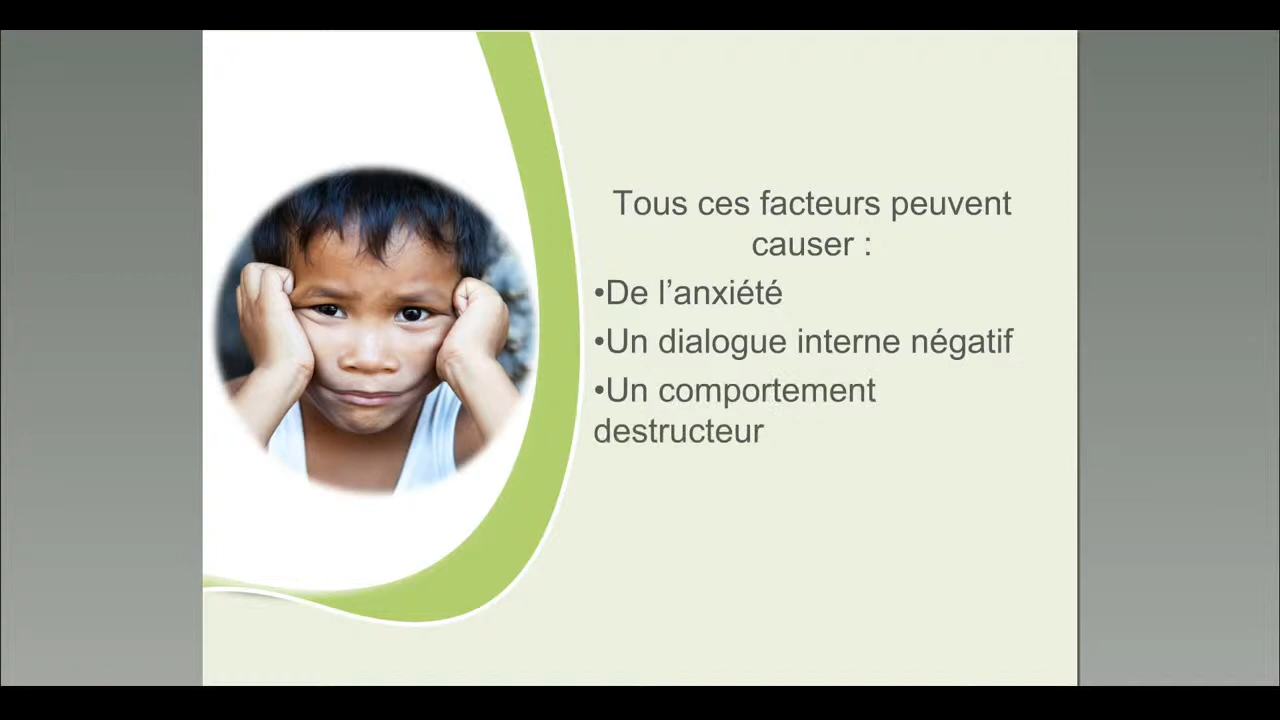 Tous ces facteurs peuvent
causer :
•De l’anxiété
•Un dialogue interne négatif
•Un comportement
destructeur